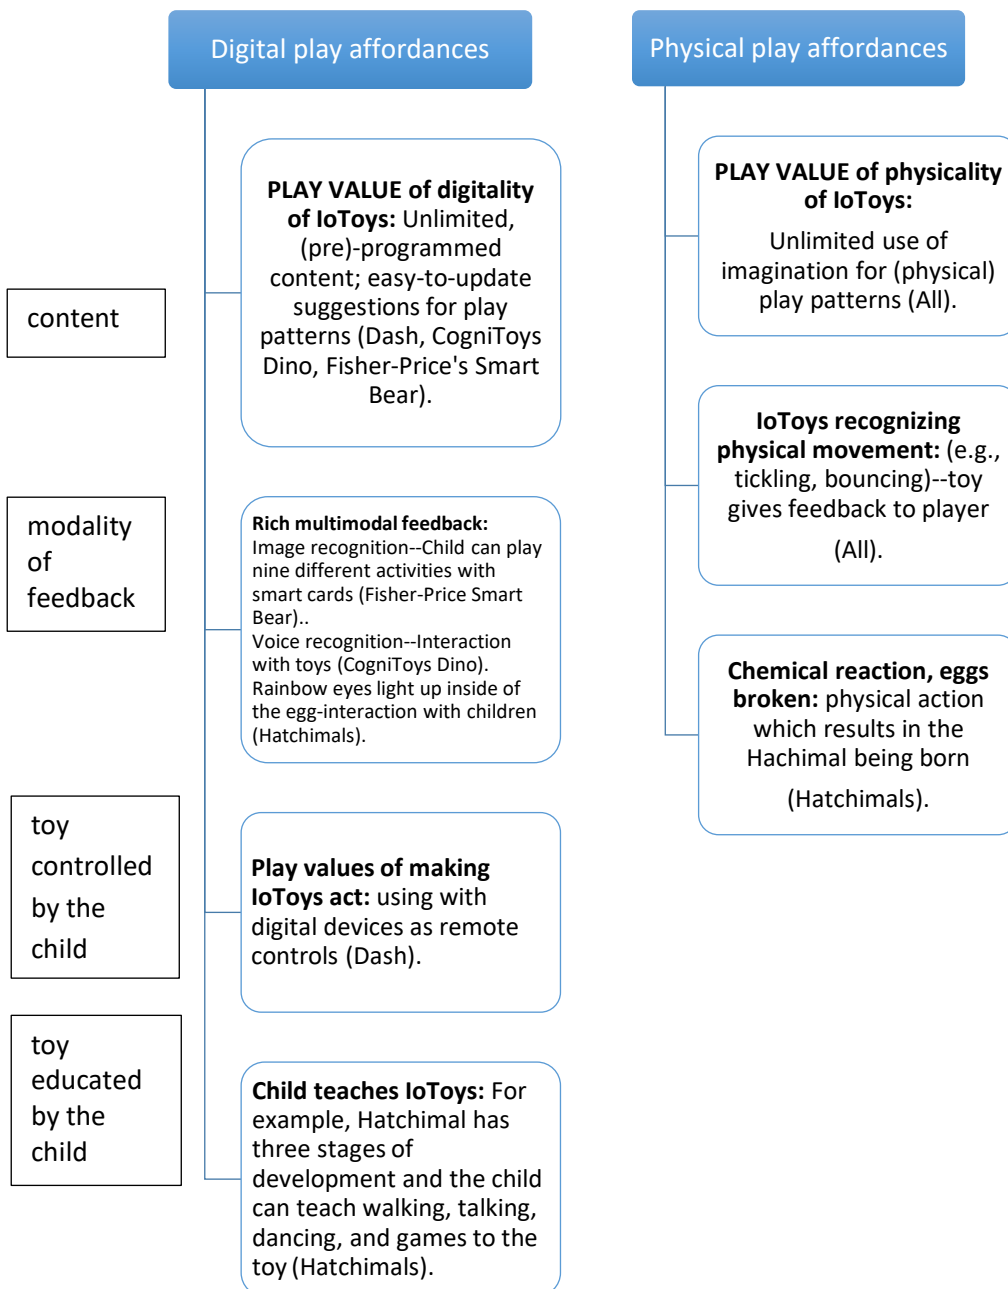 Digital play affordances
Physical play affordances
content
PLAY VALUE of digitality
of IoToys: Unlimited,
(pre)-programmed
content; easy-to-update
suggestions for play
patterns (Dash, CogniToys
Dino, Fisher-Price's Smart
Bear).
PLAY VALUE of physicality
of IoToys:
Unlimited use of
imagination for (physical)
play patterns (All).
modality
of
feedback
Rich multimodal feedback:
Image recognition--Child can play
nine different activities with
smart cards (Fisher-Price Smart
Bear)..
Voice recognition--Interaction
with toys (CogniToys Dino).
Rainbow eyes light up inside of
the egg-interaction with children
(Hatchimals).
IoToys recognizing
physical movement: (e.g.,
tickling, bouncing)--toy
gives feedback to player
(All).
Chemical reaction, eggs
broken: physical action
which results in the
Hachimal being born
(Hatchimals).
toy
controlled
by the
child
Play values of making
IoToys act: using with
digital devices as remote
controls (Dash).
toy
educated
by the
child
Child teaches IoToys: For
example, Hatchimal has
three stages of
development and the child
can teach walking, talking,
dancing, and games to the
toy (Hatchimals).